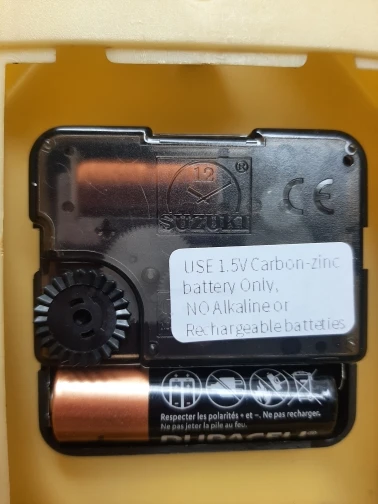 12
SUZUKI®
CE
USE 1.5V Carbon-zinc
battery Only,
NO Alkaline or
Rechargeable batteties
Respecter les polarités + et –. Ne pas recharger.
Ne pas jeter la pile au feu.
DURACELL